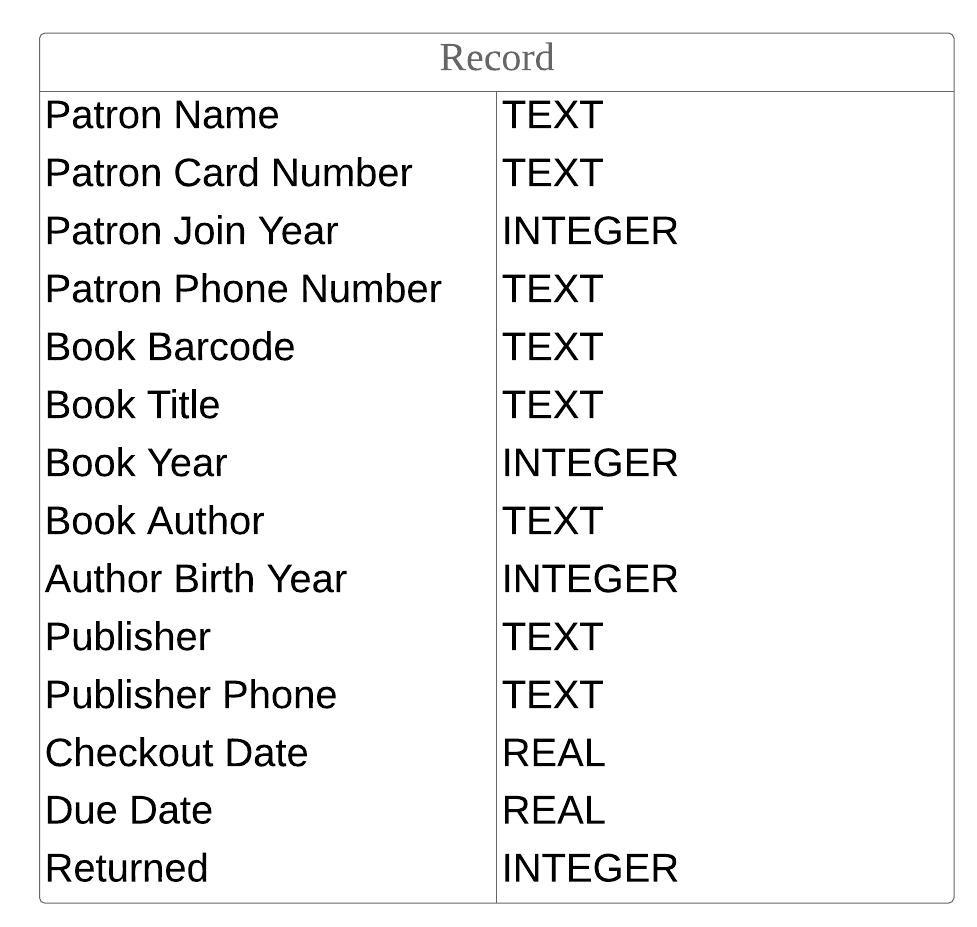 Record
Patron Name TEXT
Patron Card Number TEXT
Patron Join Year INTEGER
Patron Phone Number TEXT
Book Barcode TEXT
Book Title TEXT
Book Year INTEGER
Book Author TEXT
Author Birth Year INTEGER
Publisher TEXT
Publisher Phone TEXT
Checkout Date REAL
Due Date REAL
Returned INTEGER